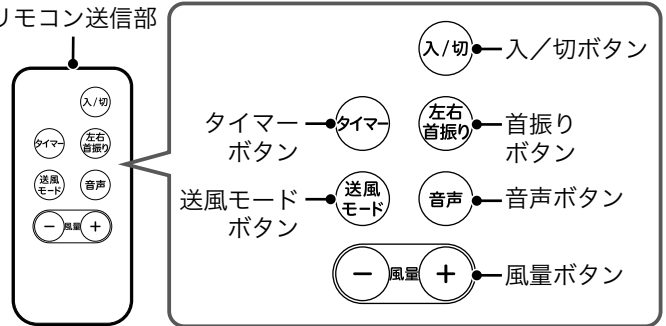 リモコン送信部
入/切
タイマー
左右
首振り
送風
モード
音声
− 風量 +
入/切
入／切ボタン
タイマー
ボタン
タイマー
左右
首振り
首振り
ボタン
送風モード
ボタン
送風
モード
音声
音声ボタン
− 風量 +
風量ボタン